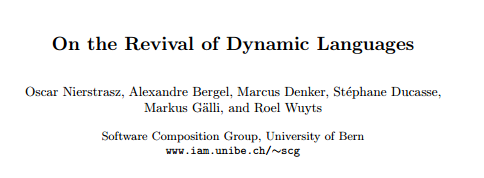 On the Revival of Dynamic Languages
Oscar Nierstrasz, Alexandre Bergel, Marcus Denker, Stéphane Ducasse,
Markus Gälli, and Roel Wuyts
Software Composition Group, University of Bern
www.iam.unibe.ch/∼scg